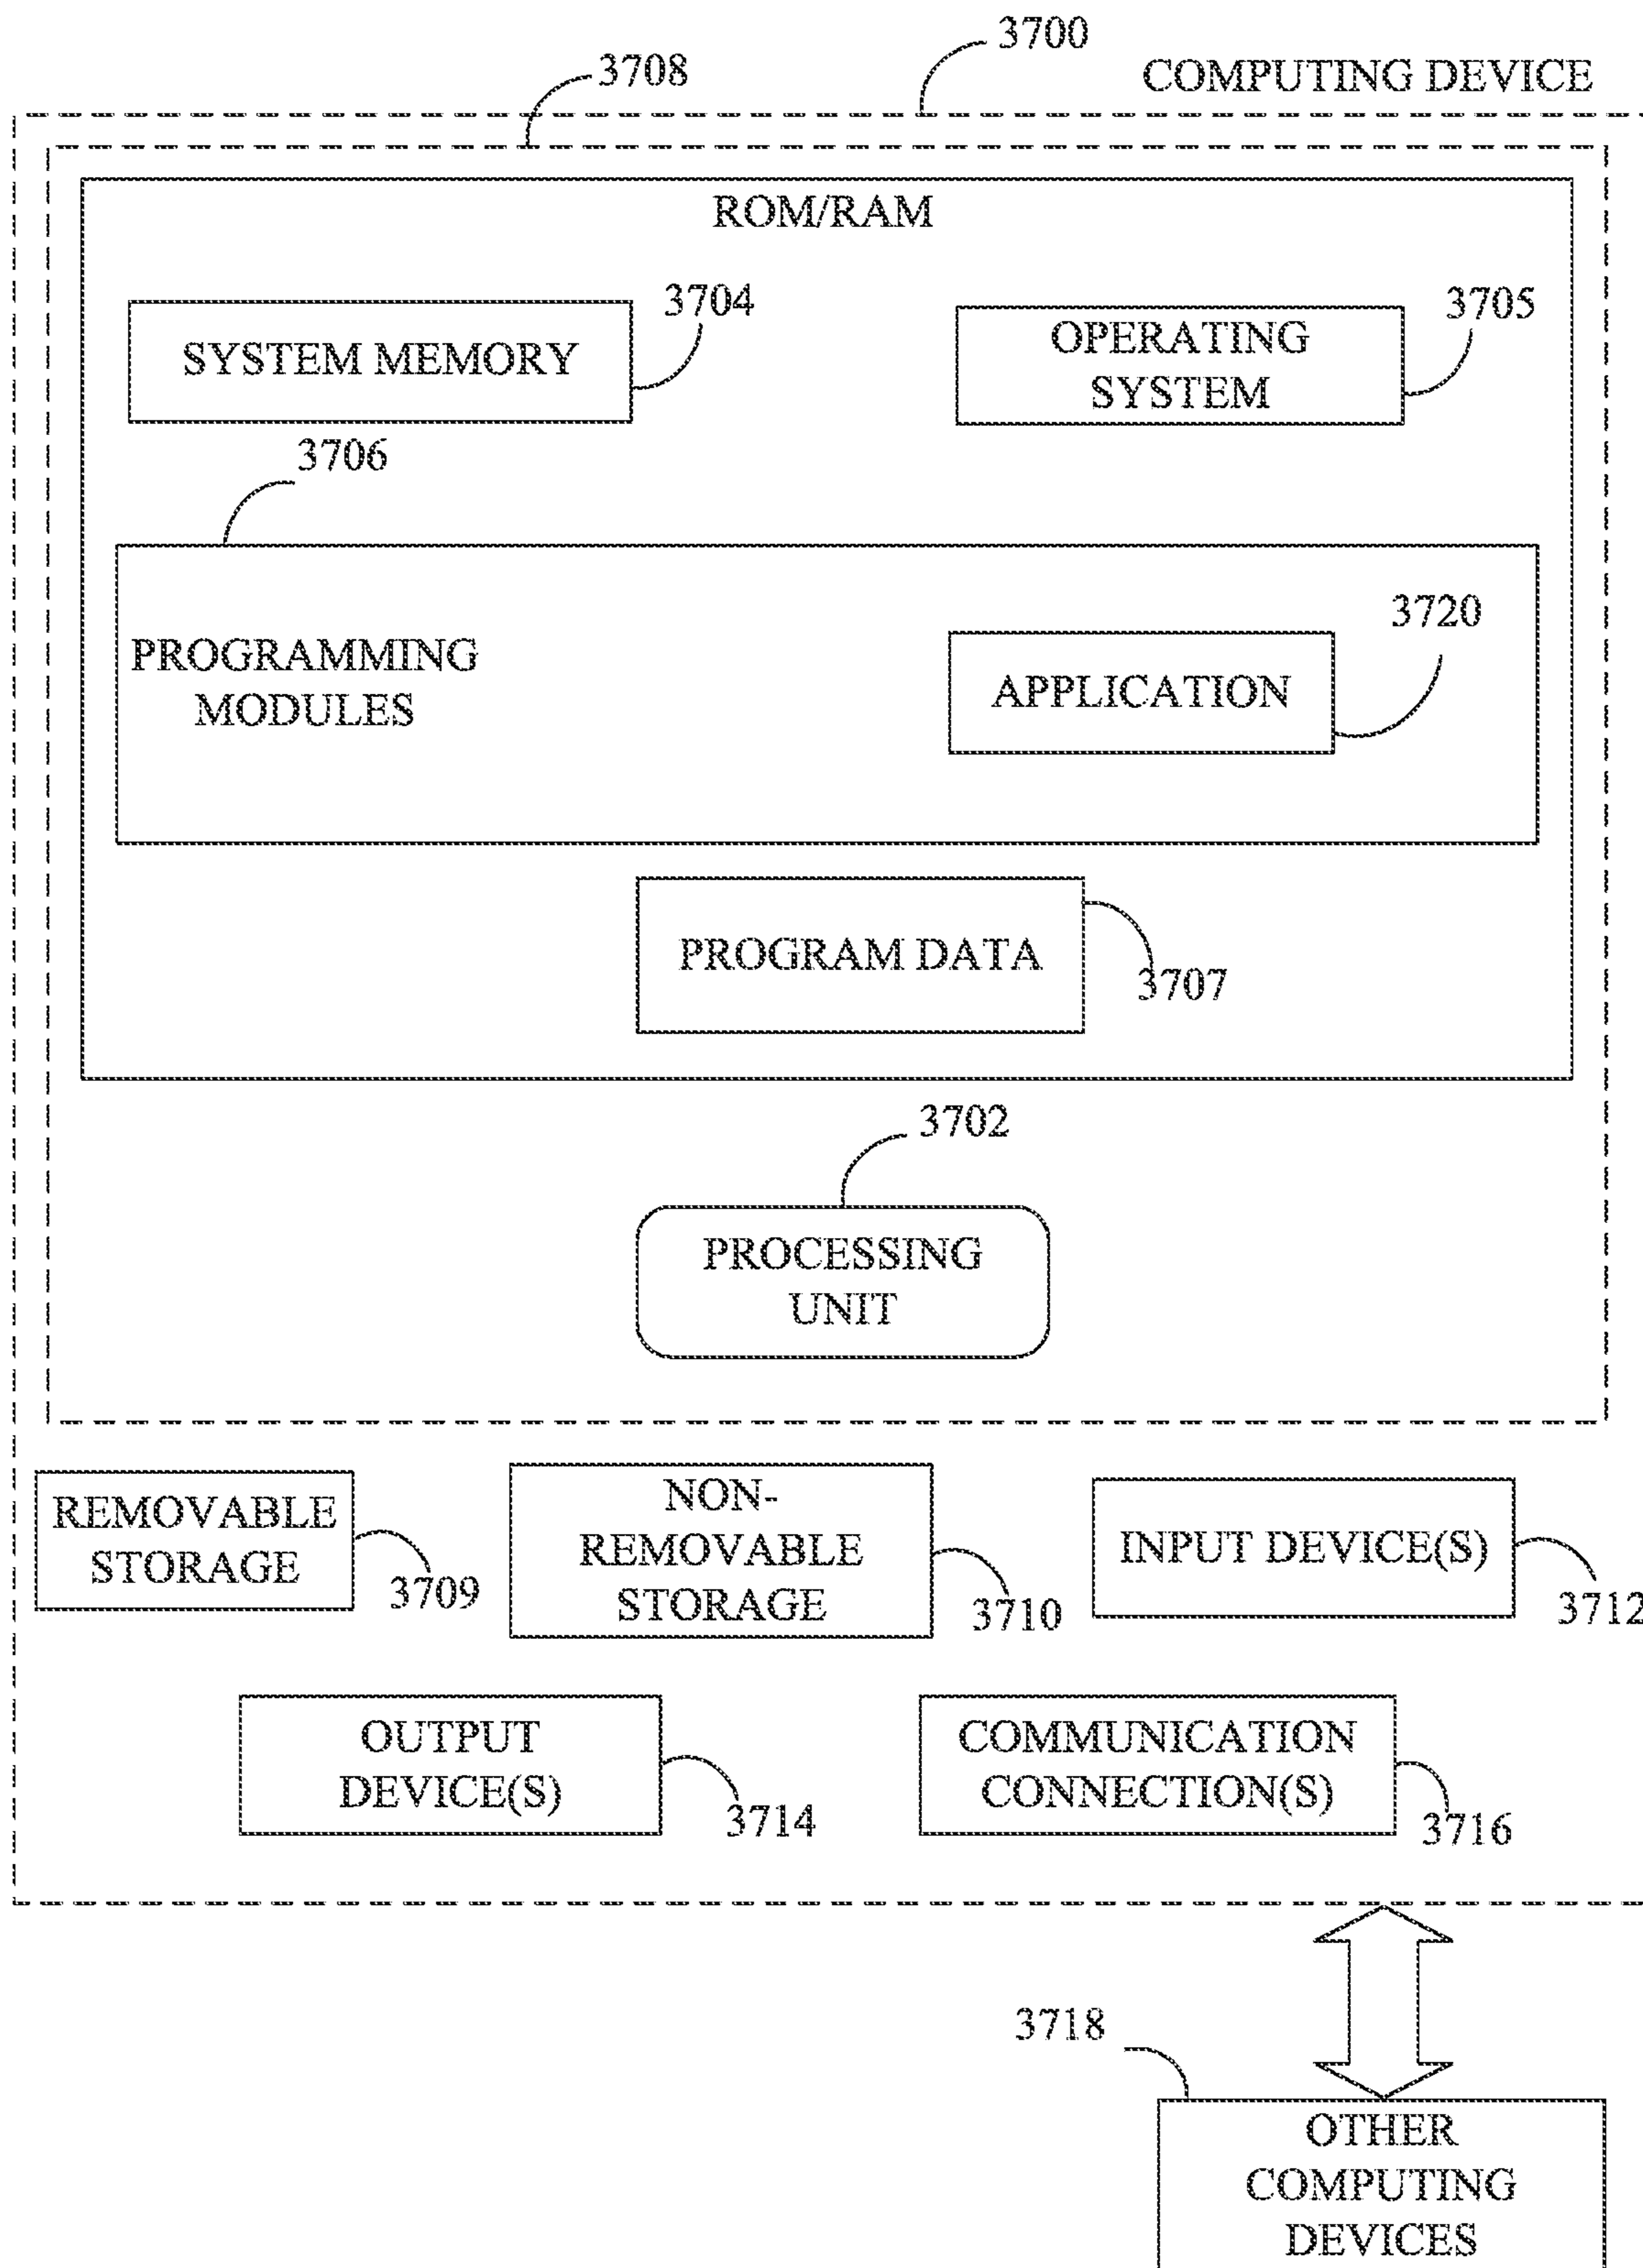 3700
3708
COMPUTING DEVICE
ROM/RAM
SYSTEM MEMORY
3704
OPERATING
SYSTEM
3705
3706
PROGRAMMING
MODULES
3720
APPLICATION
PROGRAM DATA
3707
3702
PROCESSING
UNIT
REMOVABLE
STORAGE
3709
NON-
REMOVABLE
STORAGE
3710
INPUT DEVICE(S)
3712
OUTPUT
DEVICE(S)
3714
COMMUNICATION
CONNECTION(S)
3716
3718
OTHER
COMPUTING
DEVICES